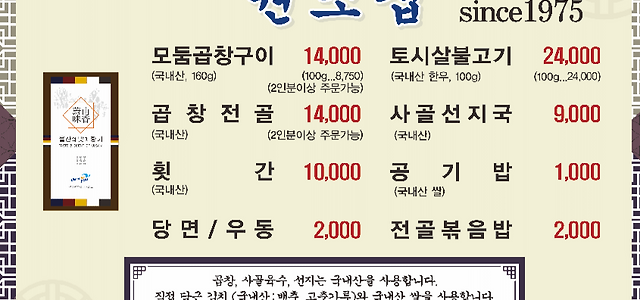 since1975
모둠곱창구이 14,000
(국내산, 160g) (100g...8,750)
(2인분이상 주문가능)
곱창전골 14,000
(국내산) (2인분이상 주문가능)
횟간 10,000
(국내산)
당면/우동 2,000
토시살불고기 24,000
(국내산 한우, 100g) (100g...24,000)
사골선지국 9,000
(국내산)
공기밥 1,000
(국내산 쌀)
전골볶음밥 2,000
곱창, 사골육수, 선지는 국내산을 사용합니다.
직접 담근 김치 (국내산:배추, 고춧가루)와 국내산 쌀을 사용합니다.